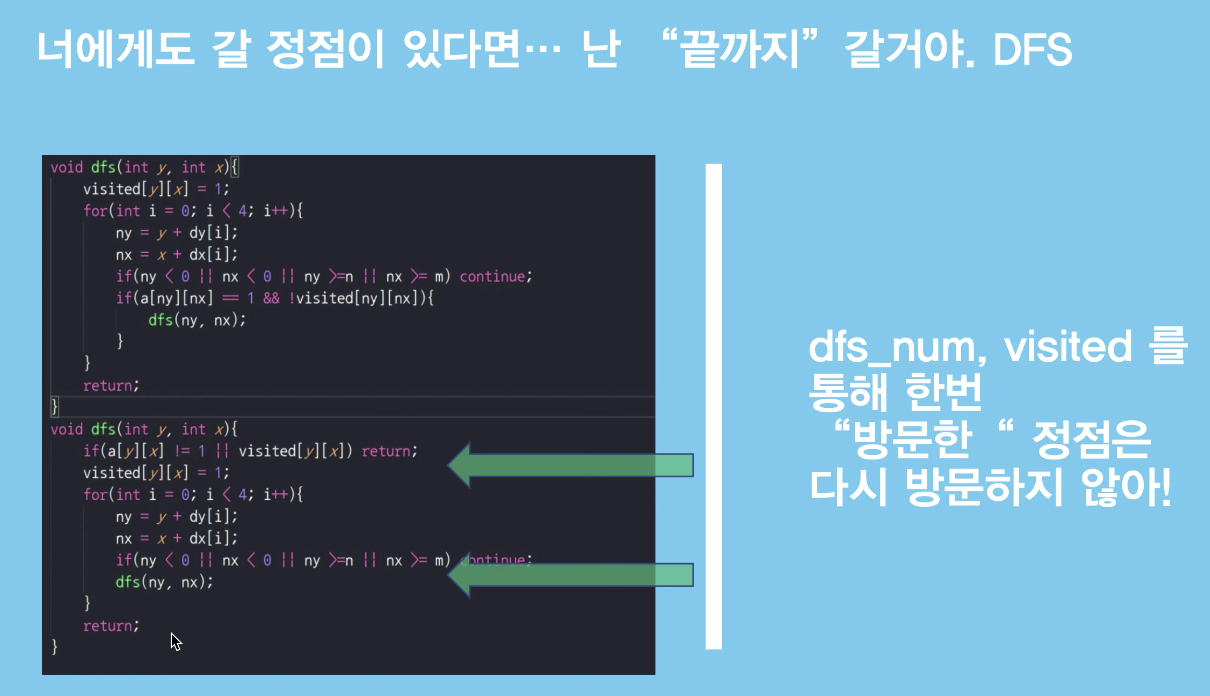 너에게도 갈 정점이 있다면… 난 “끝까지” 갈거야. DFS
void dfs(int y, int x){
visited[y][x] = 1;
for(int i = 0; i < 4; i++){
ny = y + dy[i];
nx = x + dx[i];
if(ny < 0 || nx < 0 || ny >=n || nx >= m) continue;
if(a[ny][nx] == 1 && !visited[ny][nx]){
dfs(ny, nx);
}
}
return;
}
void dfs(int y, int x){
if(a[y][x] != 1 || visited[y][x]) return;
visited[y][x] = 1;
for(int i = 0; i < 4; i++){
ny = y + dy[i];
nx = x + dx[i];
if(ny < 0 || nx < 0 || ny >=n || nx >= m) continue;
dfs(ny, nx);
}
return;
}
dfs_num, visited 를
통해 한번
“방문한 “ 정점은
다시 방문하지 않아!